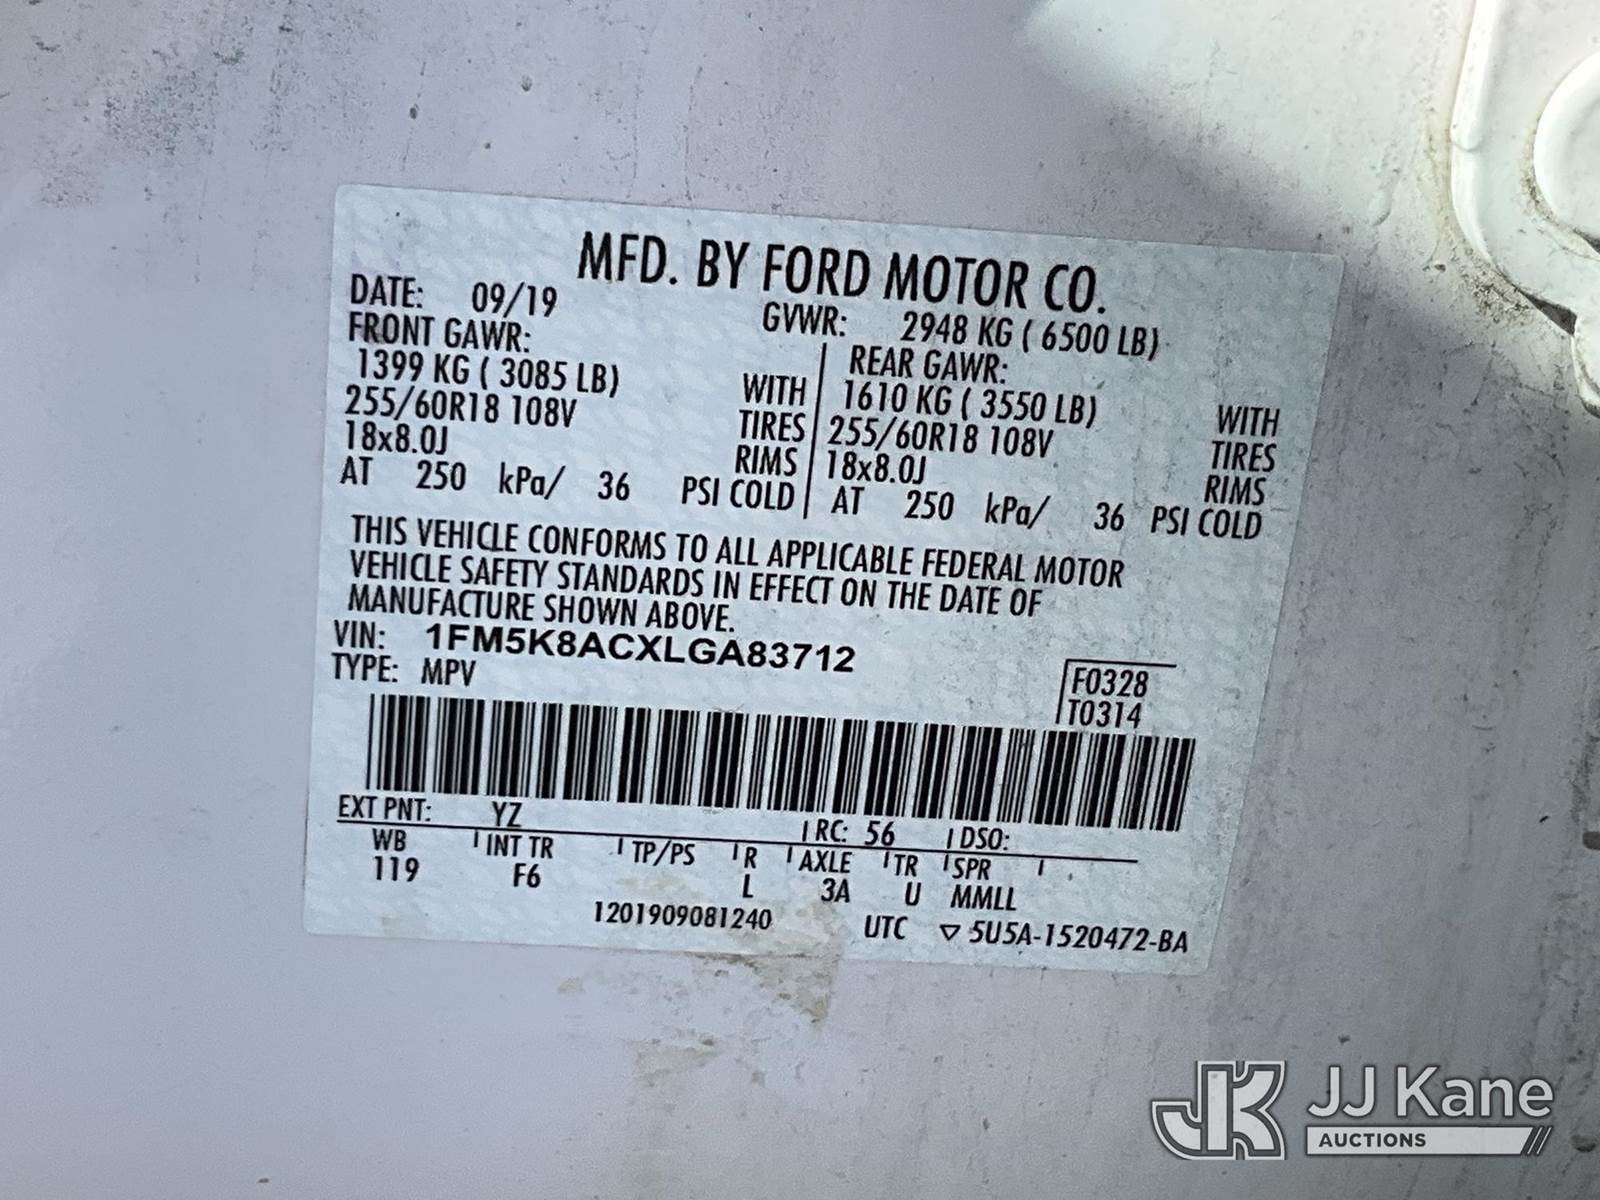 MFD. BY FORD MOTOR CO.
DATE: 09/19 GVWR: 2948 KG ( 6500 LB)
FRONT GAWR: REAR GAWR:
1399 KG ( 3085 LB) WITH 1610 KG ( 3550 LB) WITH
255/60R18 108V TIRES 255/60R18 108V TIRES
18x8.0J RIMS 18x8.0J RIMS
AT 250 kPa/ 36 PSI COLD AT 250 kPa/ 36 PSI COLD
THIS VEHICLE CONFORMS TO ALL APPLICABLE FEDERAL MOTOR
VEHICLE SAFETY STANDARDS IN EFFECT ON THE DATE OF
MANUFACTURE SHOWN ABOVE.
VIN: 1FM5K8ACXLGA83712
TYPE: MPV F0328
T0314
EXT PNT: YZ RC: 56 DSO:
WB INT TR TP/PS R AXLE TR SPR
119 F6 L 3A U MMLL
1201909081240 UTC ▽ 5U5A-1520472-BA
JK JJ Kane
AUCTIONS